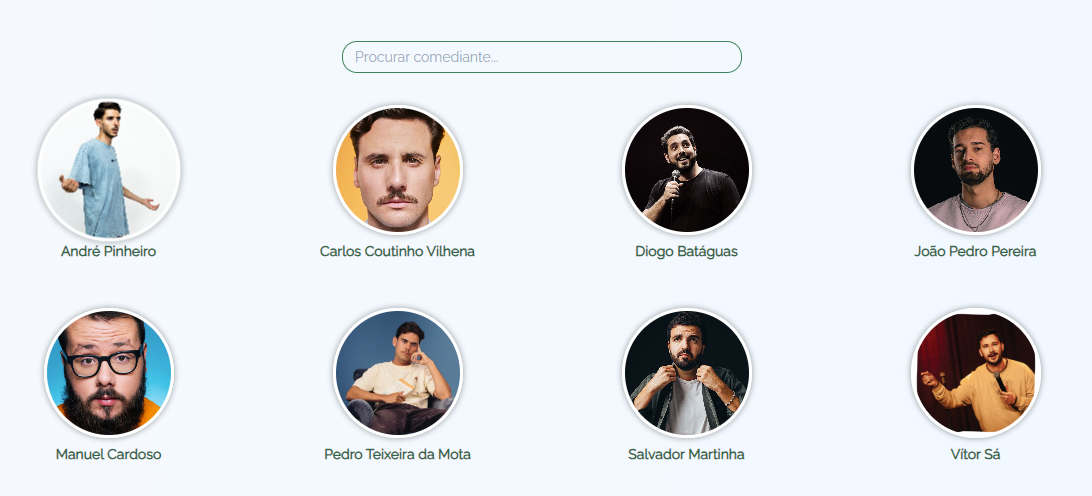 Procurar comediante...
André Pinheiro
Carlos Coutinho Vilhena
Diogo Batáguas
João Pedro Pereira
Manuel Cardoso
Pedro Teixeira da Mota
Salvador Martinha
Vítor Sá